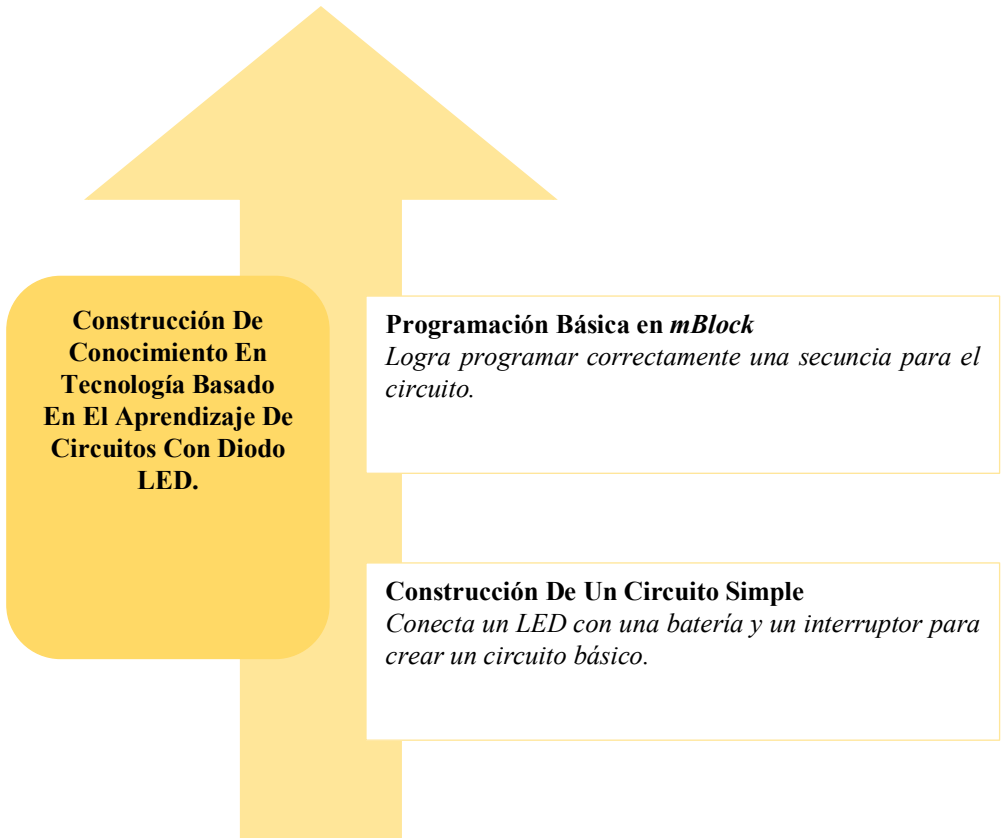 Construcción De
Conocimiento En
Tecnología Basado
En El Aprendizaje De
Circuitos Con Diodo
LED.
Programación Básica en mBlock
Logra programar correctamente una secuncia para el
circuito.
Construcción De Un Circuito Simple
Conecta un LED con una batería y un interruptor para
crear un circuito básico.